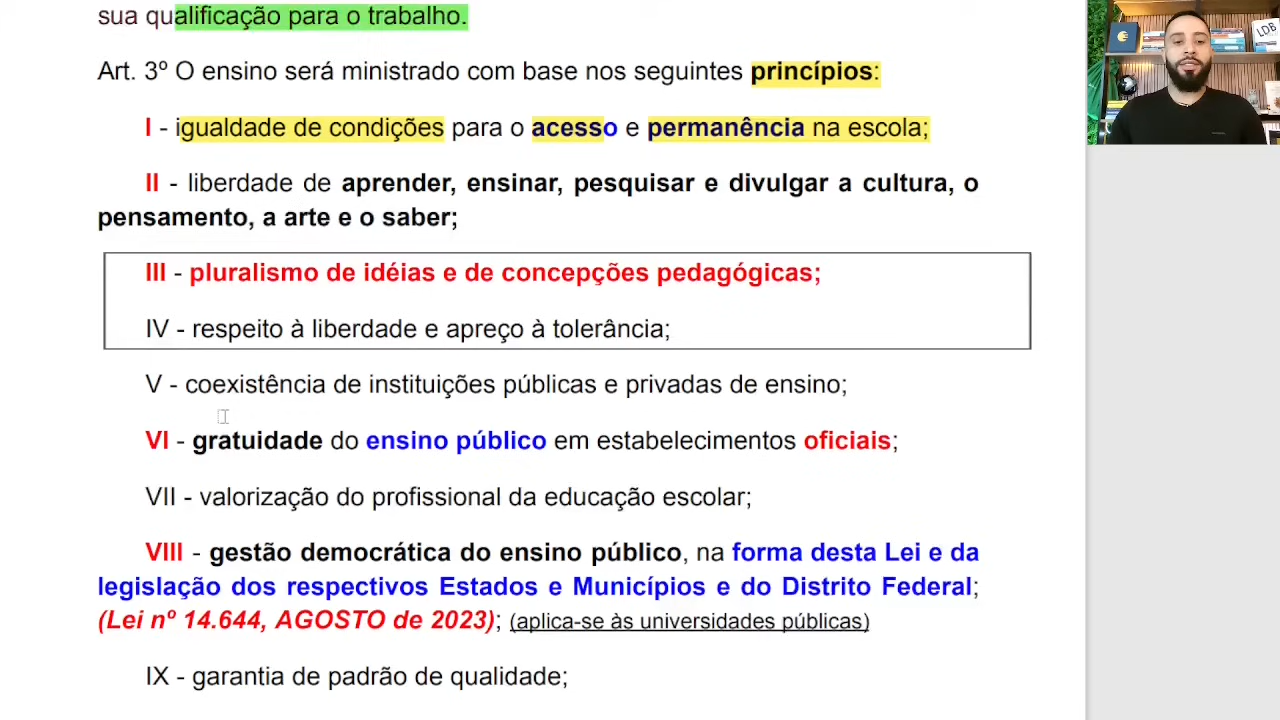 sua qualificação para o trabalho.
Art. 3º O ensino será ministrado com base nos seguintes princípios:
I - igualdade de condições para o acesso e permanência na escola;
II - liberdade de aprender, ensinar, pesquisar e divulgar a cultura, o
pensamento, a arte e o saber;
III - pluralismo de idéias e de concepções pedagógicas;
IV - respeito à liberdade e apreço à tolerância;
V - coexistência de instituições públicas e privadas de ensino;
VI - gratuidade do ensino público em estabelecimentos oficiais;
VII - valorização do profissional da educação escolar;
VIII - gestão democrática do ensino público, na forma desta Lei e da
legislação dos respectivos Estados e Municípios e do Distrito Federal;
(Lei nº 14.644, AGOSTO de 2023); (aplica-se às universidades públicas)
IX - garantia de padrão de qualidade;
LDB